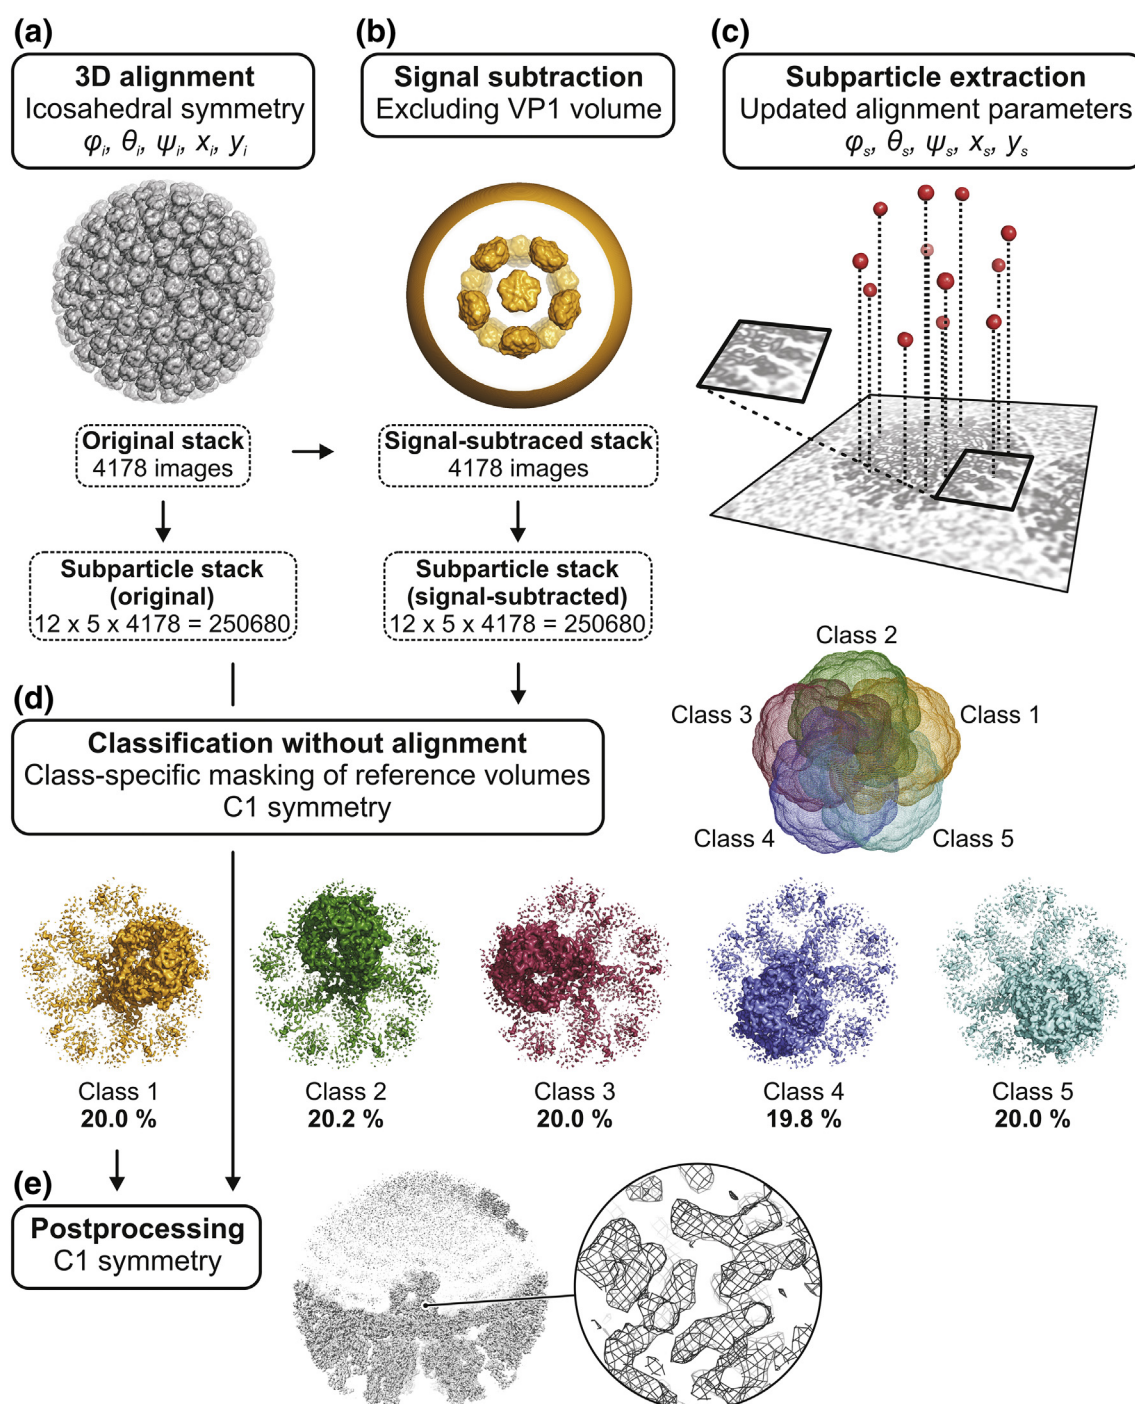 (a)
3D alignment
Icosahedral symmetry
φi, θi, ψi, xi, yi
(b)
Signal subtraction
Excluding VP1 volume
(c)
Subparticle extraction
Updated alignment parameters
φs, θs, ψs, xs, ys
Original stack
4178 images
Signal-subtraced stack
4178 images
Subparticle stack
(original)
12 x 5 x 4178 = 250680
Subparticle stack
(signal-subtracted)
12 x 5 x 4178 = 250680
(d)
Classification without alignment
Class-specific masking of reference volumes
C1 symmetry
Class 2
Class 3
Class 1
Class 4
Class 5
Class 1
20.0 %
Class 2
20.2 %
Class 3
20.0 %
Class 4
19.8 %
Class 5
20.0 %
(e)
Postprocessing
C1 symmetry